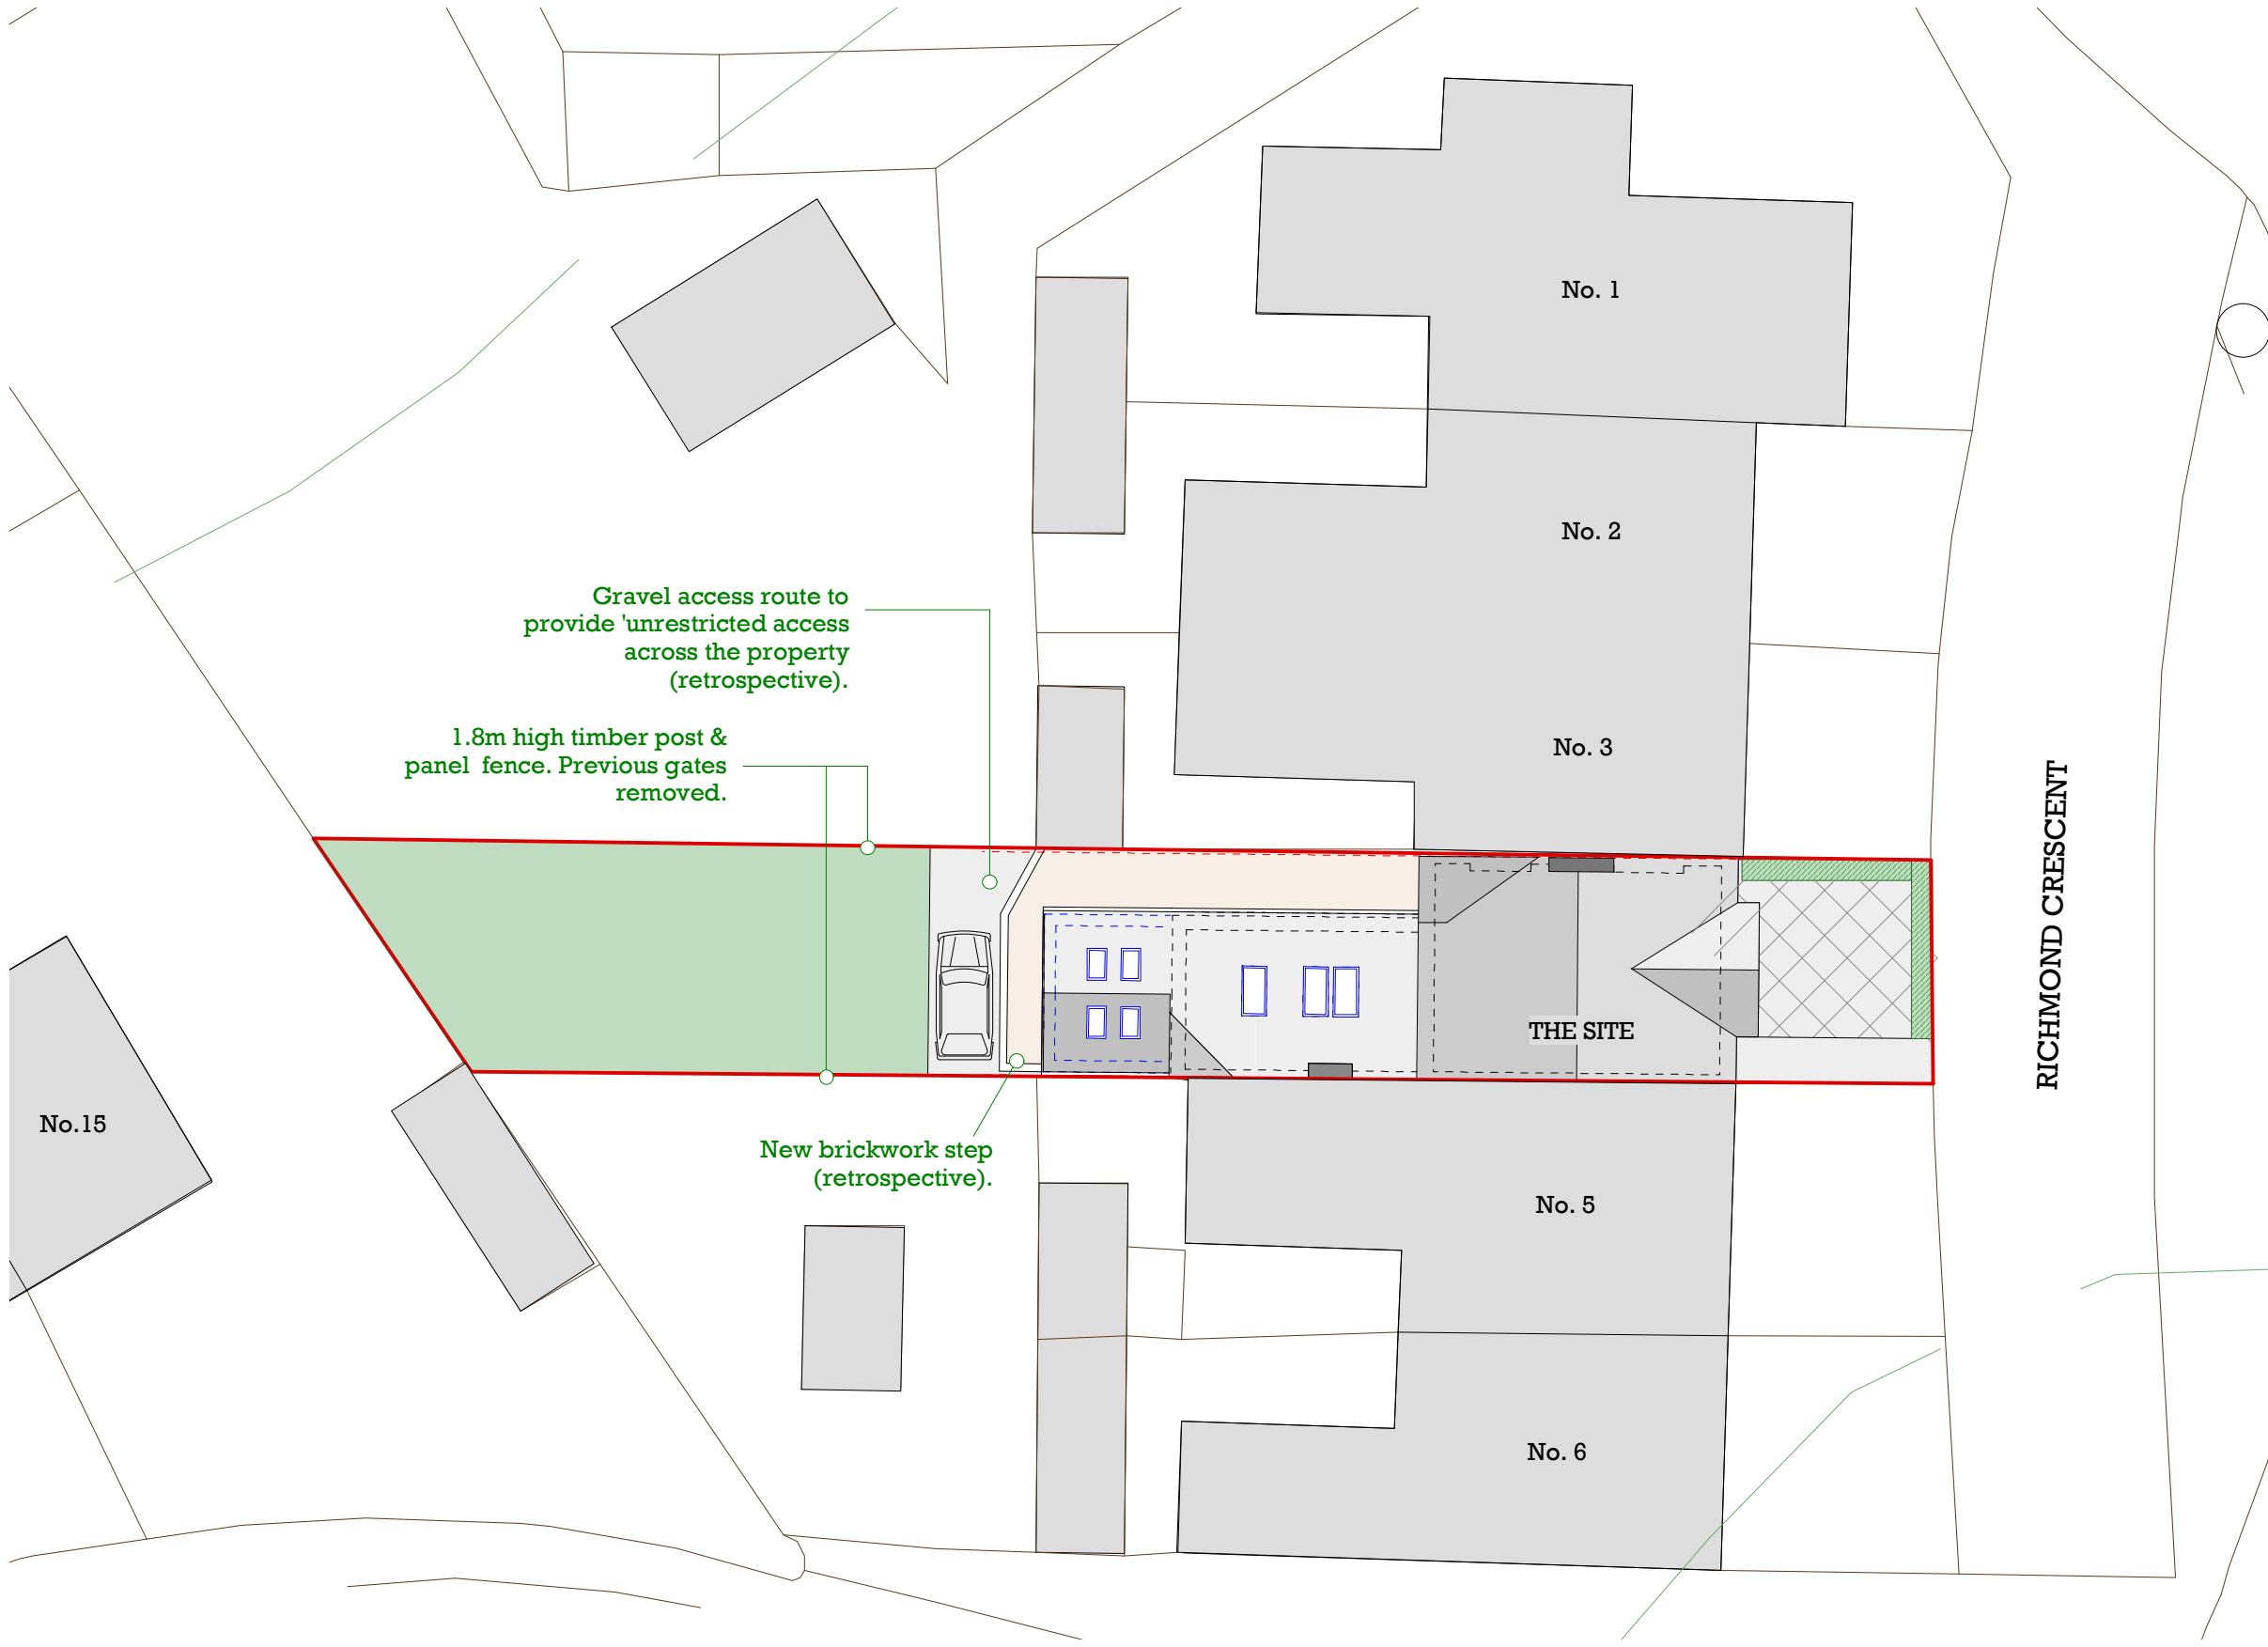 No. 1
No. 2
Gravel access route to
provide 'unrestricted access
across the property
(retrospective).
1.8m high timber post &
panel fence. Previous gates
removed.
No. 3
RICHMOND CRESCENT
THE SITE
No.15
New brickwork step
(retrospective).
No. 5
No. 6